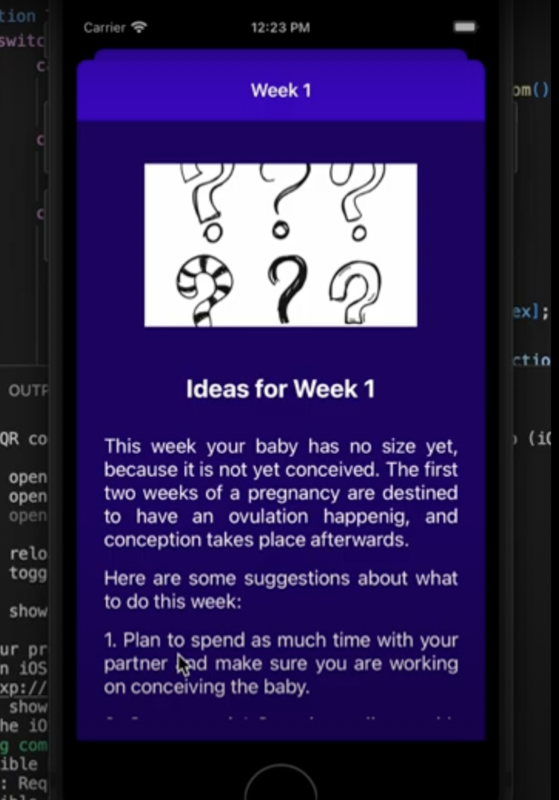 tion
Carrier 12:23 PM
switc
Week 1
om()
Ideas for Week 1
ex];
ctio
OUTP
This week your baby has no size yet,
because it is not yet conceived. The first
two weeks of a pregnancy are destined
to have an ovulation happenig, and
conception takes place afterwards.
Here are some suggestions about what
to do this week:
1. Plan to spend as much time with your
partner and make sure you are working
on conceiving the baby.
QR co
(iO
open
open
open
relo
togg
show
ur pr
n iOS
xp://
show
he iO
g com
ible
: Req